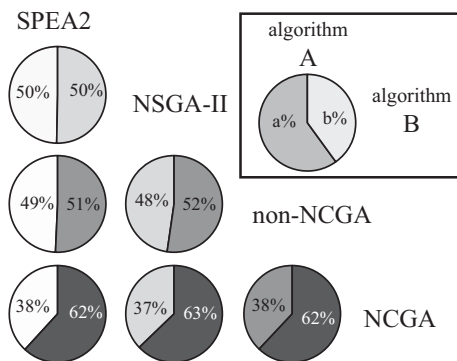 SPEA2
algorithm
A
50% 50%
NSGA-II
a% b%
algorithm
B
49% 51%
48% 52%
non-NCGA
38% 62%
37% 63%
38% 62%
NCGA